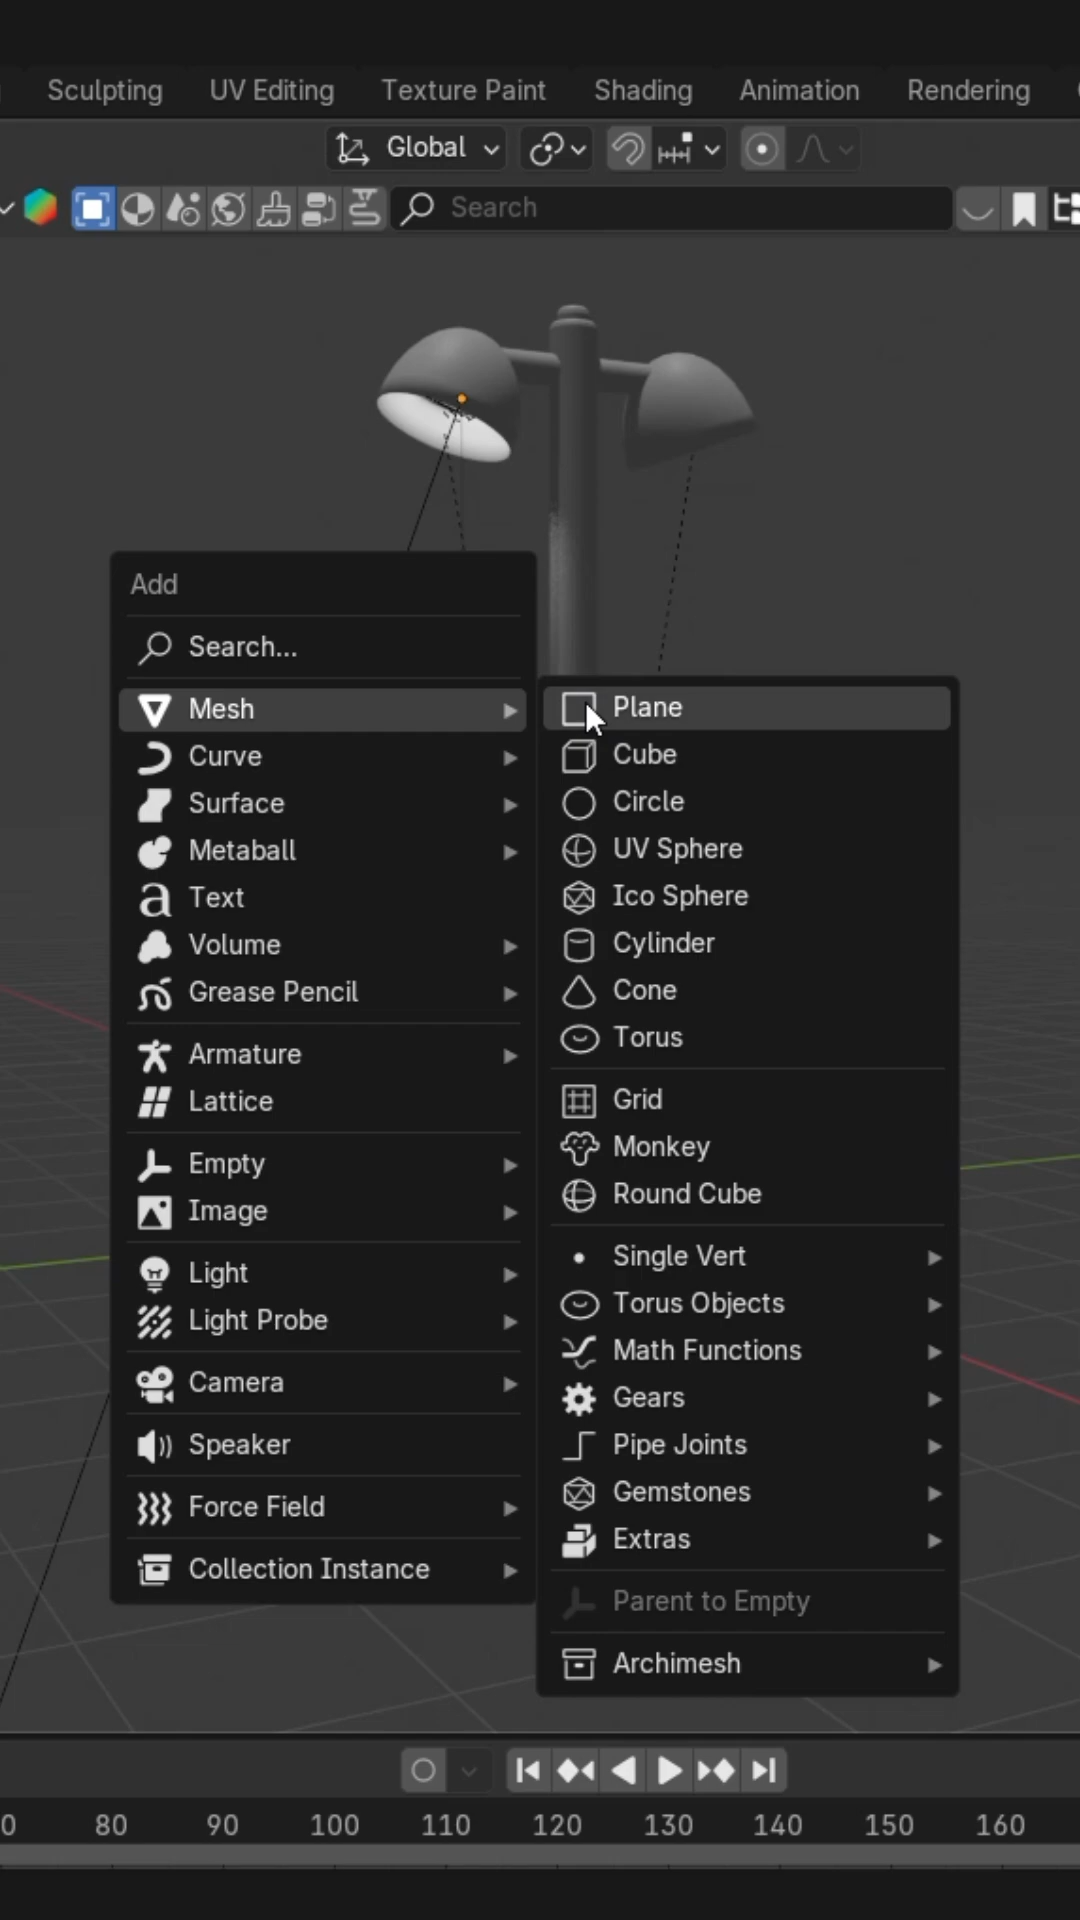 Sculpting UV Editing Texture Paint Shading Animation Rendering
Global
Search
Add
Search...
Mesh
Curve
Surface
Metaball
Text
Volume
Grease Pencil
Armature
Lattice
Empty
Image
Light
Light Probe
Camera
Speaker
Force Field
Collection Instance
Plane
Cube
Circle
UV Sphere
Ico Sphere
Cylinder
Cone
Torus
Grid
Monkey
Round Cube
Single Vert
Torus Objects
Math Functions
Gears
Pipe Joints
Gemstones
Extras
Parent to Empty
Archimesh
0 80 90 100 110 120 130 140 150 160